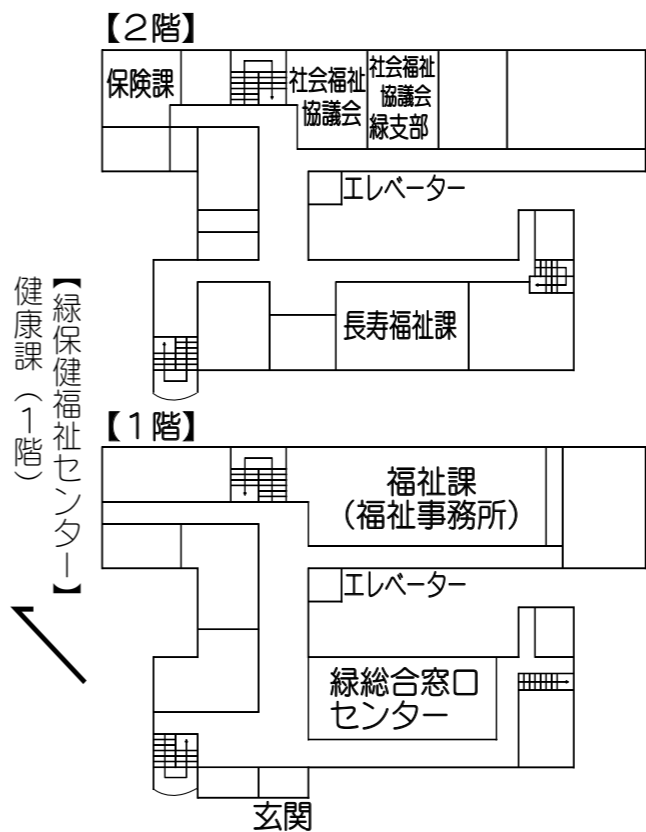 【2階】
保険課
社会福祉
協議会
社会福祉
協議会
緑支部
エレベーター
長寿福祉課
【緑保健福祉センター】
健康課（1階）
【1階】
福祉課
（福祉事務所）
エレベーター
緑総合窓口
センター
玄関